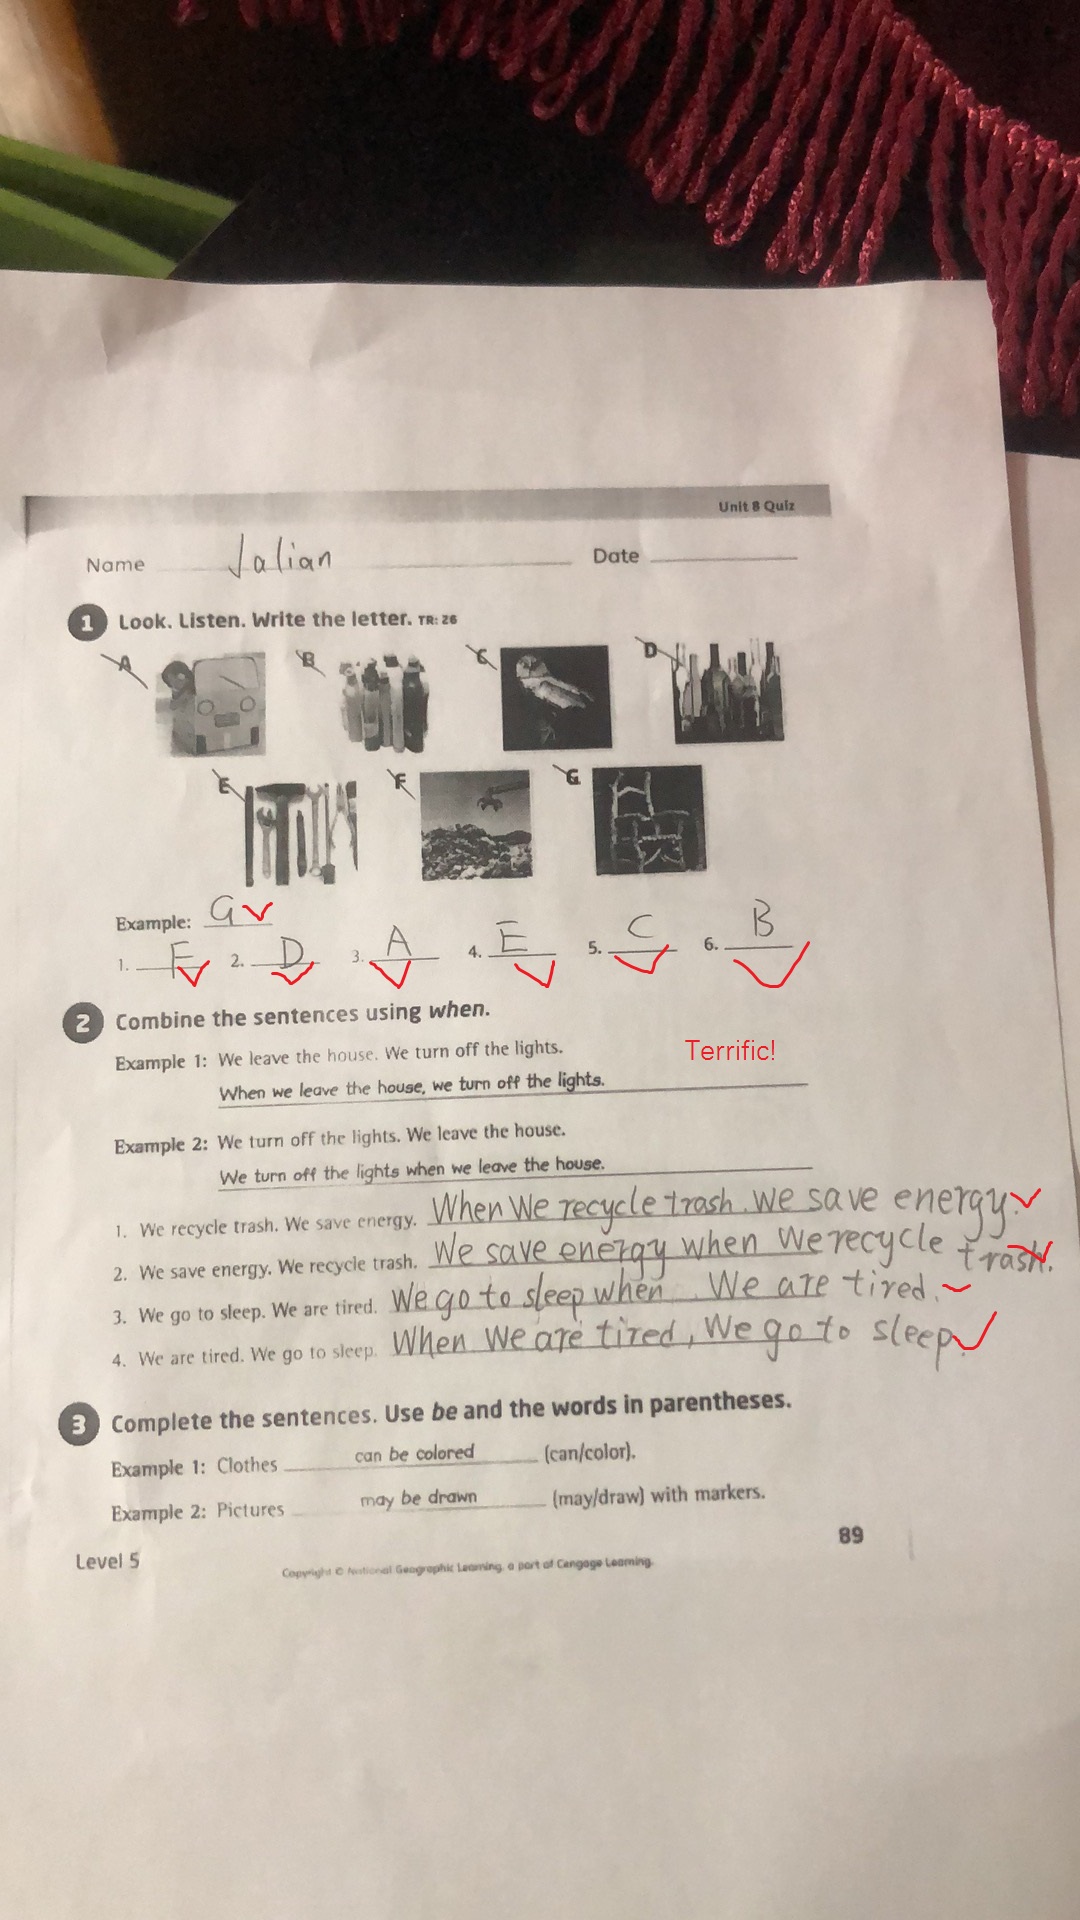 Unit 8 Quiz
Name Jalian Date
1 Look. Listen. Write the letter. TR: 26
A B C D
E F G
Example: G
1. F 2. D 3. A 4. E 5. C 6. B
2 Combine the sentences using when.
Example 1: We leave the house. We turn off the lights.
Terrific!
When we leave the house, we turn off the lights.
Example 2: We turn off the lights. We leave the house.
We turn off the lights when we leave the house.
1. We recycle trash. We save energy. When We recycle trash. We save energy.
2. We save energy. We recycle trash. We save energy when We recycle trash.
3. We go to sleep. We are tired. We go to sleep when We are tired.
4. We are tired. We go to sleep. When We are tired, We go to sleep.
3 Complete the sentences. Use be and the words in parentheses.
Example 1: Clothes can be colored (can/color).
Example 2: Pictures may be drawn (may/draw) with markers.
89
Level 5
Copyright © National Geographic Learning, a part of Cengage Learning.